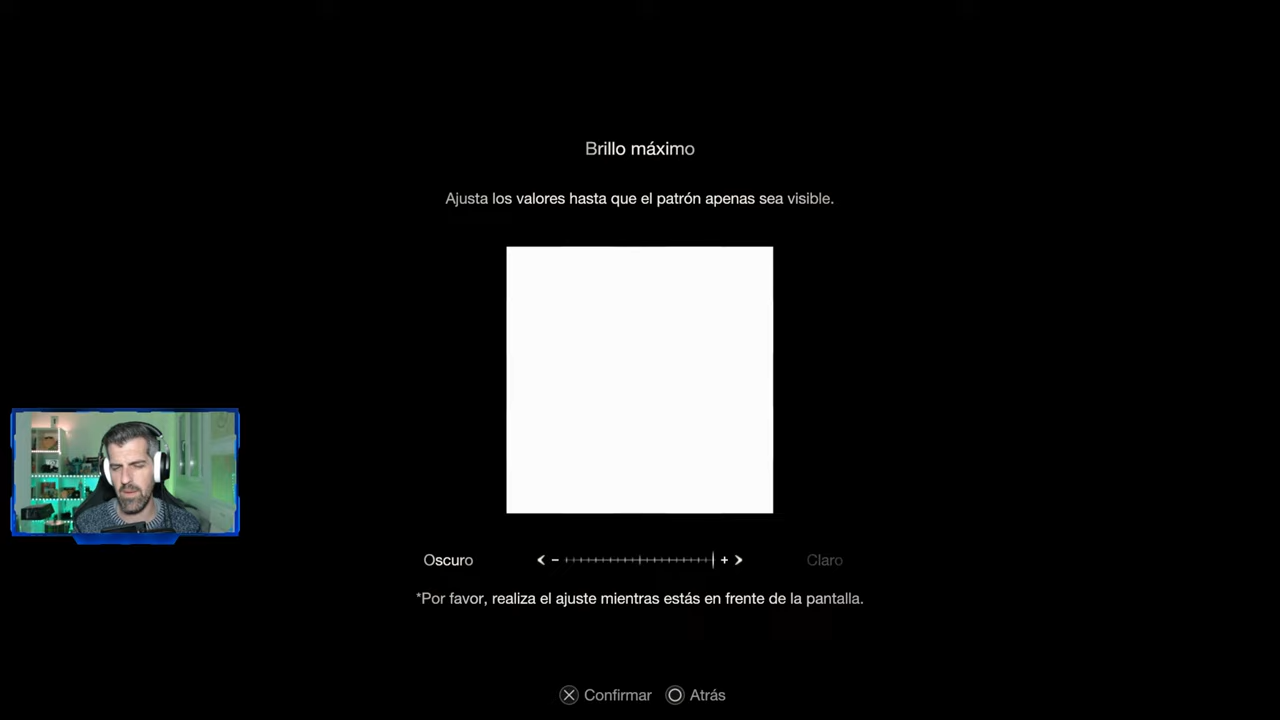 Brillo máximo
Ajusta los valores hasta que el patrón apenas sea visible.
Oscuro
Claro
*Por favor, realiza el ajuste mientras estás en frente de la pantalla.
Confirmar
Atrás